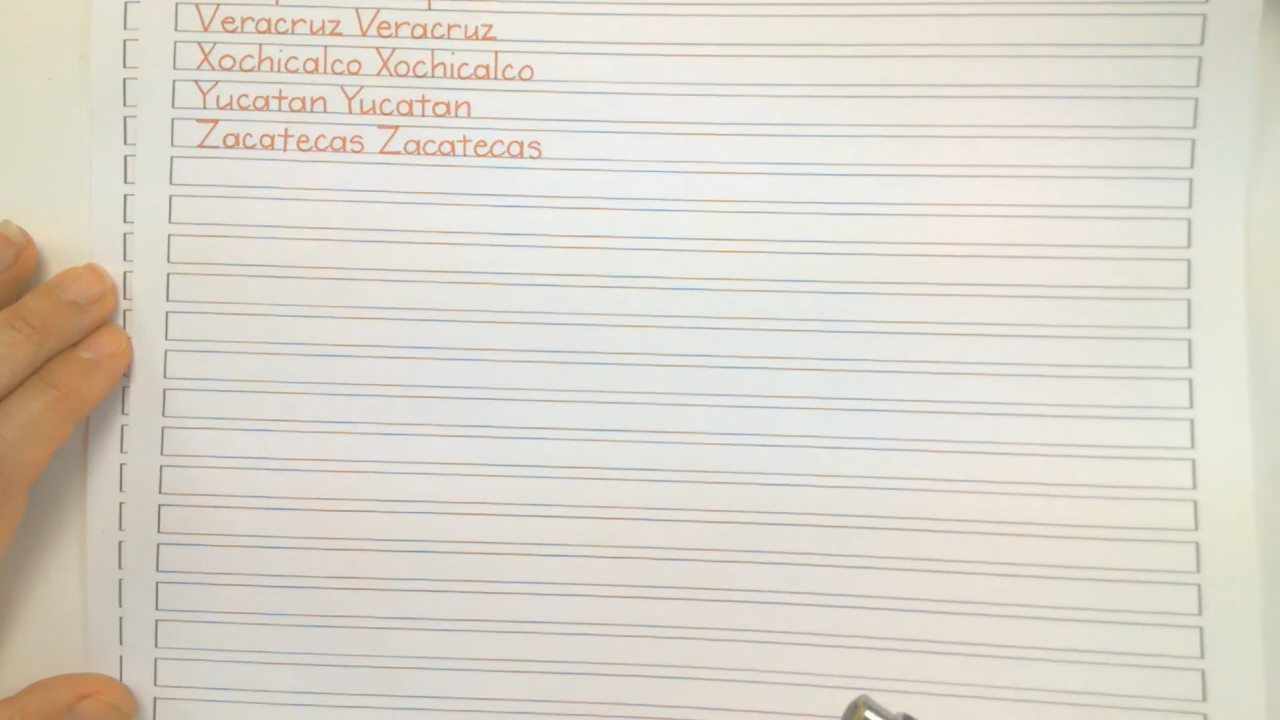 Veracruz Veracruz
Xochicalco Xochicalco
Yucatan Yucatan
Zacatecas Zacatecas